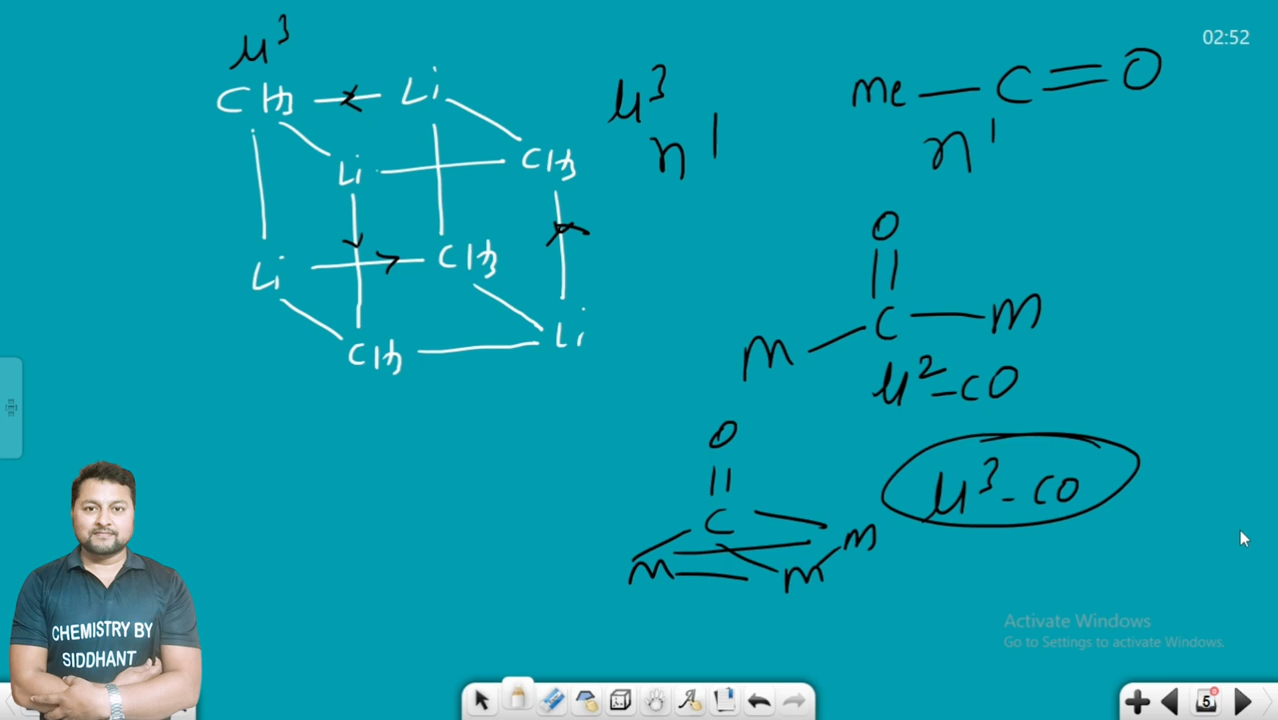 02:52
μ³
CH₃ Li
Li CH₃
Li CH₃
CH₃ Li
μ³
η¹
Me—C=O
η¹
O
M C M
μ²-CO
O
C
M M M
μ³-CO
CHEMISTRY BY
SIDDHANT
Activate Windows
Go to Settings to activate Windows.
5